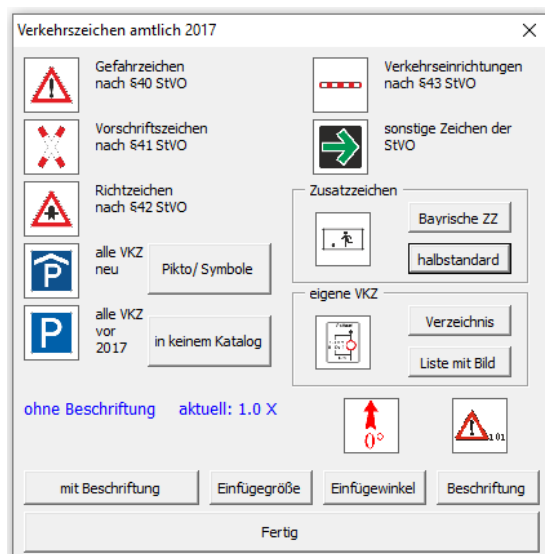 Verkehrszeichen amtlich 2017
Gefahrzeichen
nach §40 StVO
Verkehrseinrichtungen
nach §43 StVO
Vorschriftszeichen
nach §41 StVO
sonstige Zeichen der
StVO
Richtzeichen
nach §42 StVO
Zusatzzeichen
Bayrische ZZ
halbstandard
P
alle VKZ
neu
Pikto/ Symbole
eigene VKZ
P
alle VKZ
vor
2017
in keinem Katalog
Verzeichnis
Liste mit Bild
ohne Beschriftung aktuell: 1.0 X
0°
101
mit Beschriftung
Einfügegröße
Einfügewinkel
Beschriftung
Fertig